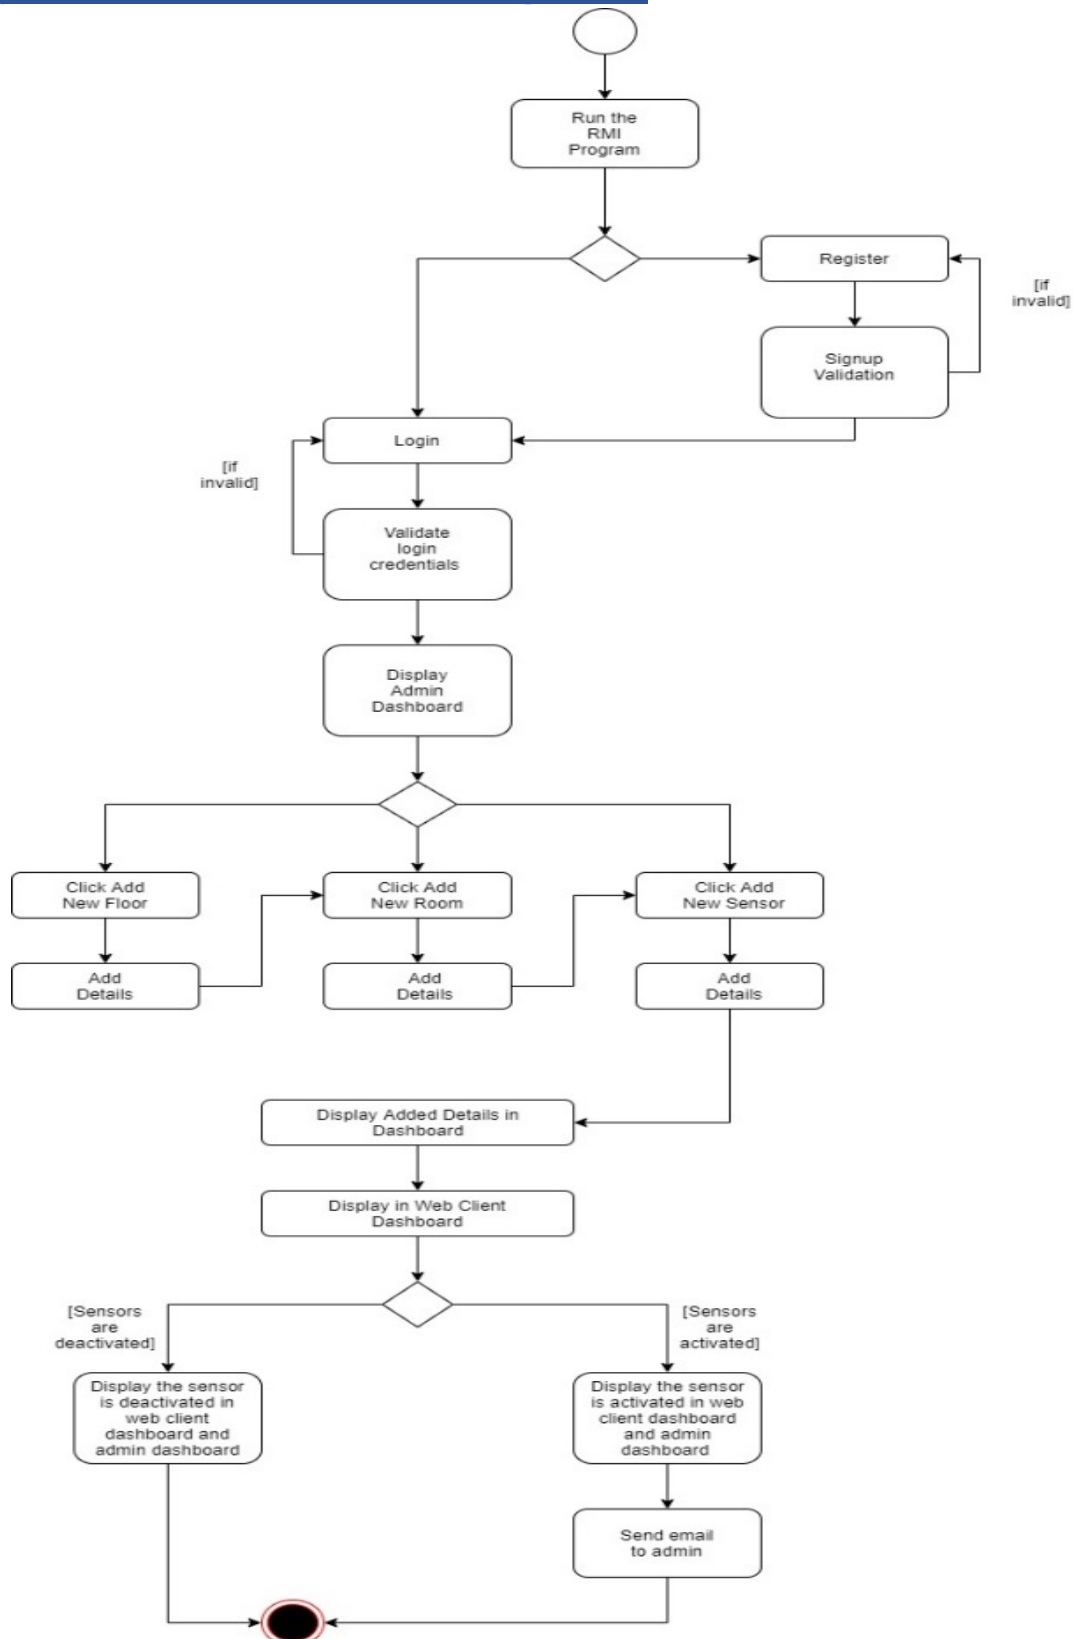 Run the
RMI
Program
Register
[if
invalid]
Signup
Validation
Login
[if
invalid]
Validate
login
credentials
Display
Admin
Dashboard
Click Add
New Floor
Click Add
New Room
Click Add
New Sensor
Add
Details
Add
Details
Add
Details
Display Added Details in
Dashboard
Display in Web Client
Dashboard
[Sensors
are
deactivated]
[Sensors
are
activated]
Display the sensor
is deactivated in
web client
dashboard and
admin dashboard
Display the sensor
is activated in web
client dashboard
and admin
dashboard
Send email
to admin